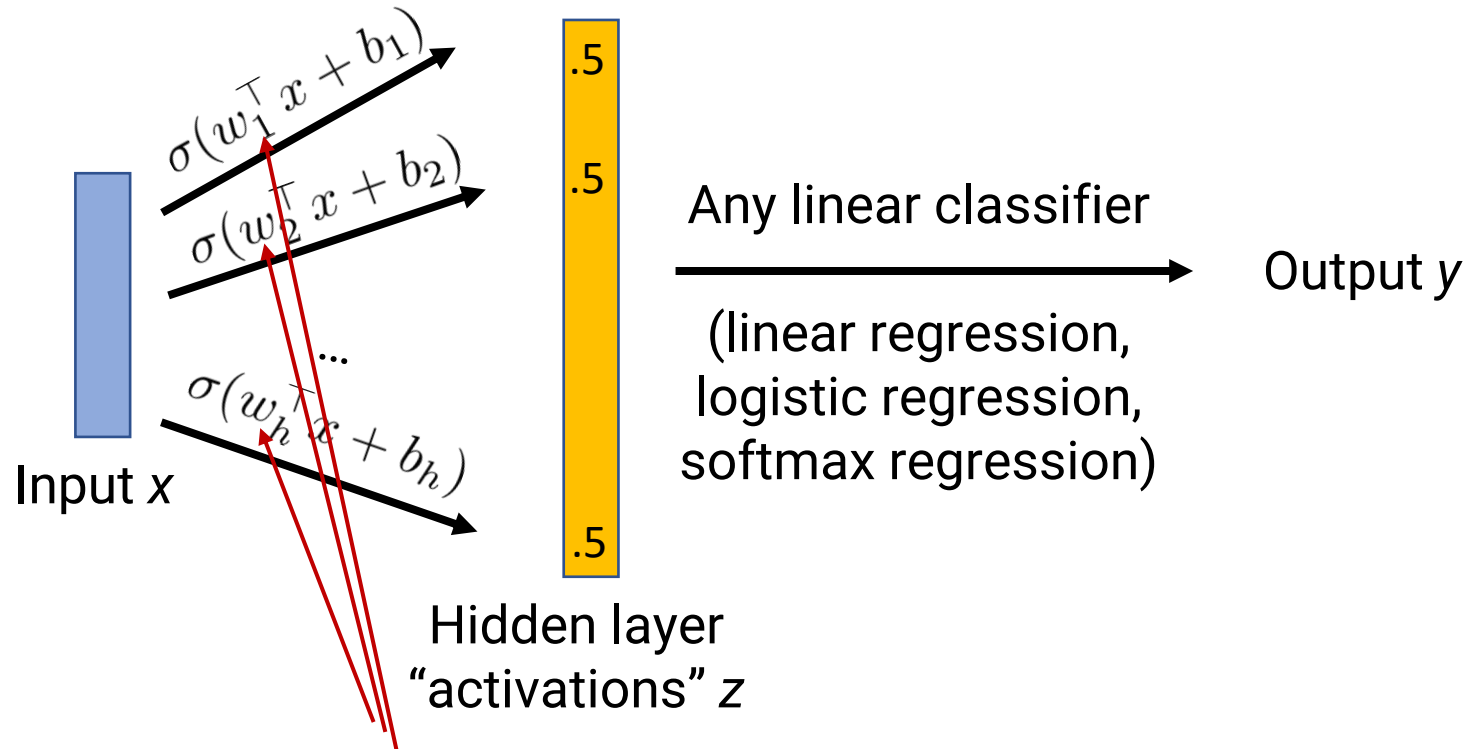 σ(w₁ᵀx + b₁)
σ(w₂ᵀx + b₂)
...
σ(wₕᵀx + bₕ)
Input x
.5
.5
.5
Hidden layer
“activations” z
Any linear classifier
(linear regression,
logistic regression,
softmax regression)
Output y